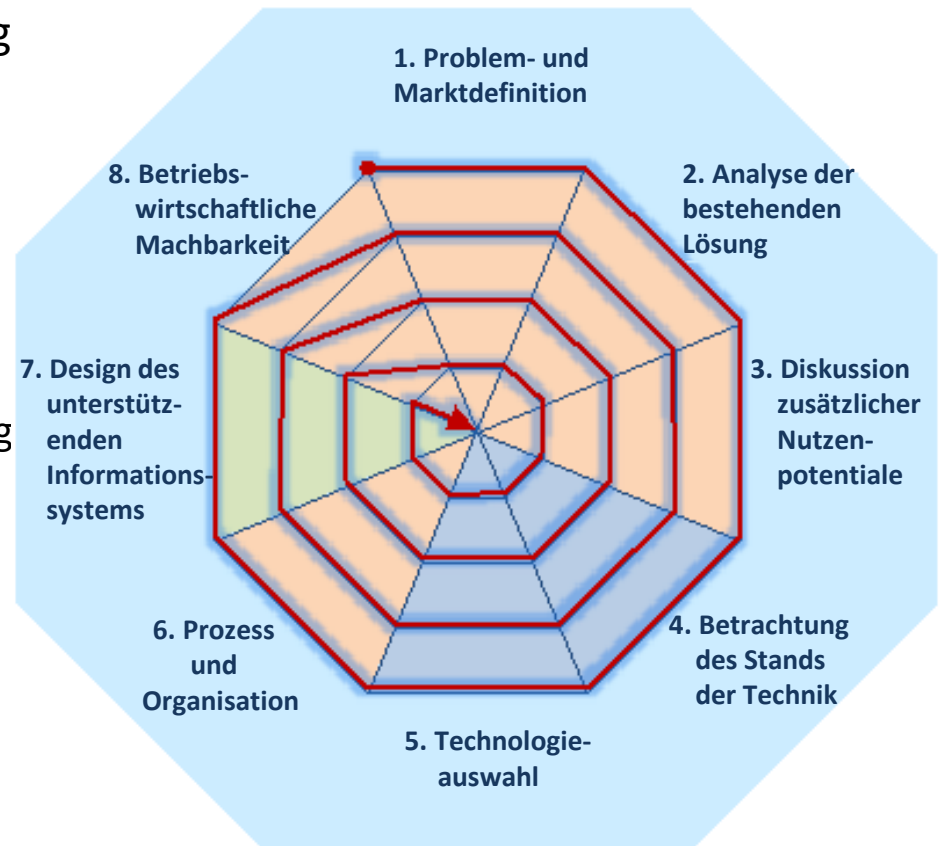 g
1. Problem- und
Marktdefinition
2. Analyse der
bestehenden
Lösung
3. Diskussion
zusätzlicher
Nutzen-
potentiale
4. Betrachtung
des Stands
der Technik
5. Technologie-
auswahl
6. Prozess
und
Organisation
7. Design des
unterstütz-
enden
Informations-
systems
g
8. Betriebs-
wirtschaftliche
Machbarkeit